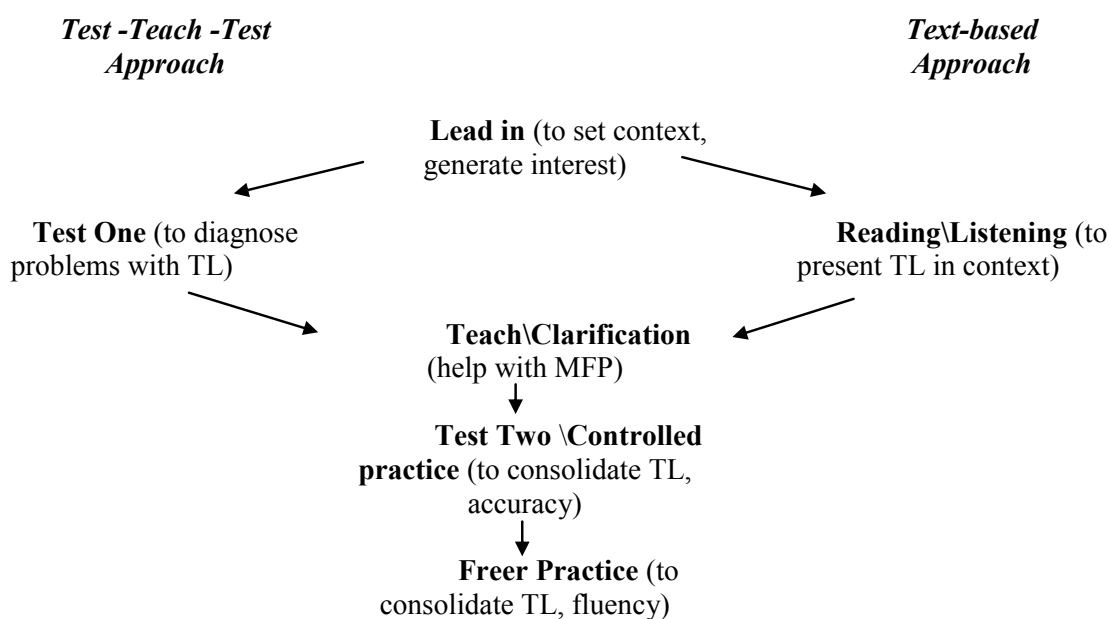 Test -Teach -Test
Approach
Text-based
Approach
Lead in (to set context,
generate interest)
Test One (to diagnose
problems with TL)
Reading\Listening (to
present TL in context)
Teach\Clarification
(help with MFP)
Test Two \Controlled
practice (to consolidate TL,
accuracy)
Freer Practice (to
consolidate TL, fluency)